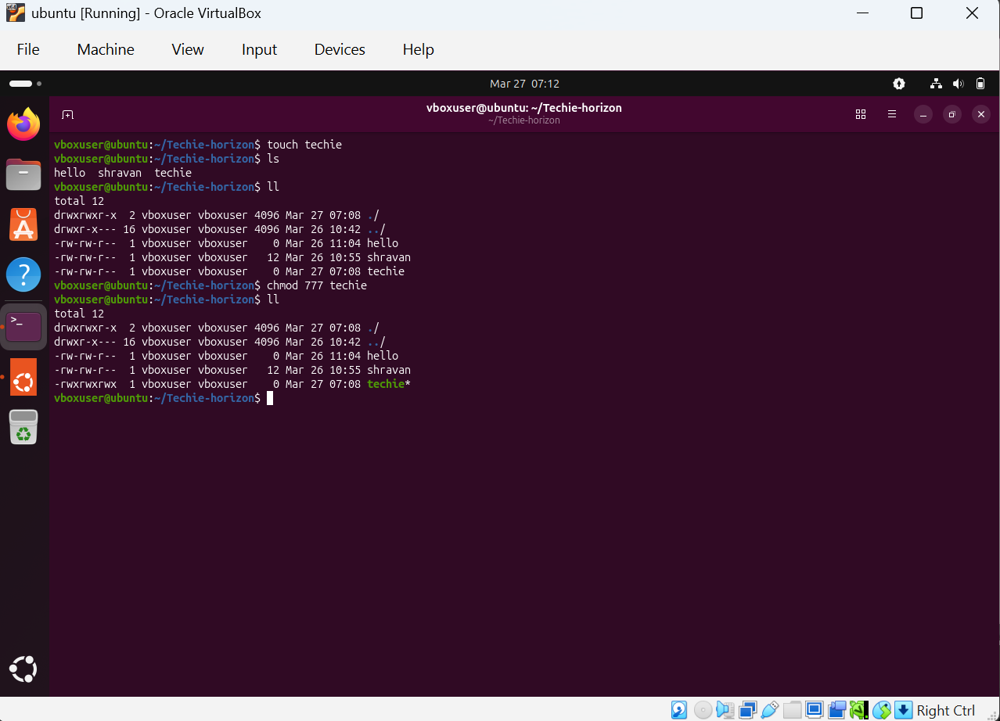 ubuntu [Running] - Oracle VirtualBox
File Machine View Input Devices Help
Mar 27 07:12
vboxuser@ubuntu: ~/Techie-horizon
~/Techie-horizon
vboxuser@ubuntu:~/Techie-horizon$ touch techie
vboxuser@ubuntu:~/Techie-horizon$ ls
hello  shravan  techie
vboxuser@ubuntu:~/Techie-horizon$ ll
total 12
drwxrwxr-x  2 vboxuser vboxuser 4096 Mar 27 07:08 ./
drwxr-x--- 16 vboxuser vboxuser 4096 Mar 26 10:42 ../
-rw-rw-r--  1 vboxuser vboxuser    0 Mar 26 11:04 hello
-rw-rw-r--  1 vboxuser vboxuser   12 Mar 26 10:55 shravan
-rw-rw-r--  1 vboxuser vboxuser    0 Mar 27 07:08 techie
vboxuser@ubuntu:~/Techie-horizon$ chmod 777 techie
vboxuser@ubuntu:~/Techie-horizon$ ll
total 12
drwxrwxr-x  2 vboxuser vboxuser 4096 Mar 27 07:08 ./
drwxr-x--- 16 vboxuser vboxuser 4096 Mar 26 10:42 ../
-rw-rw-r--  1 vboxuser vboxuser    0 Mar 26 11:04 hello
-rw-rw-r--  1 vboxuser vboxuser   12 Mar 26 10:55 shravan
-rwxrwxrwx  1 vboxuser vboxuser    0 Mar 27 07:08 techie*
vboxuser@ubuntu:~/Techie-horizon$
Right Ctrl